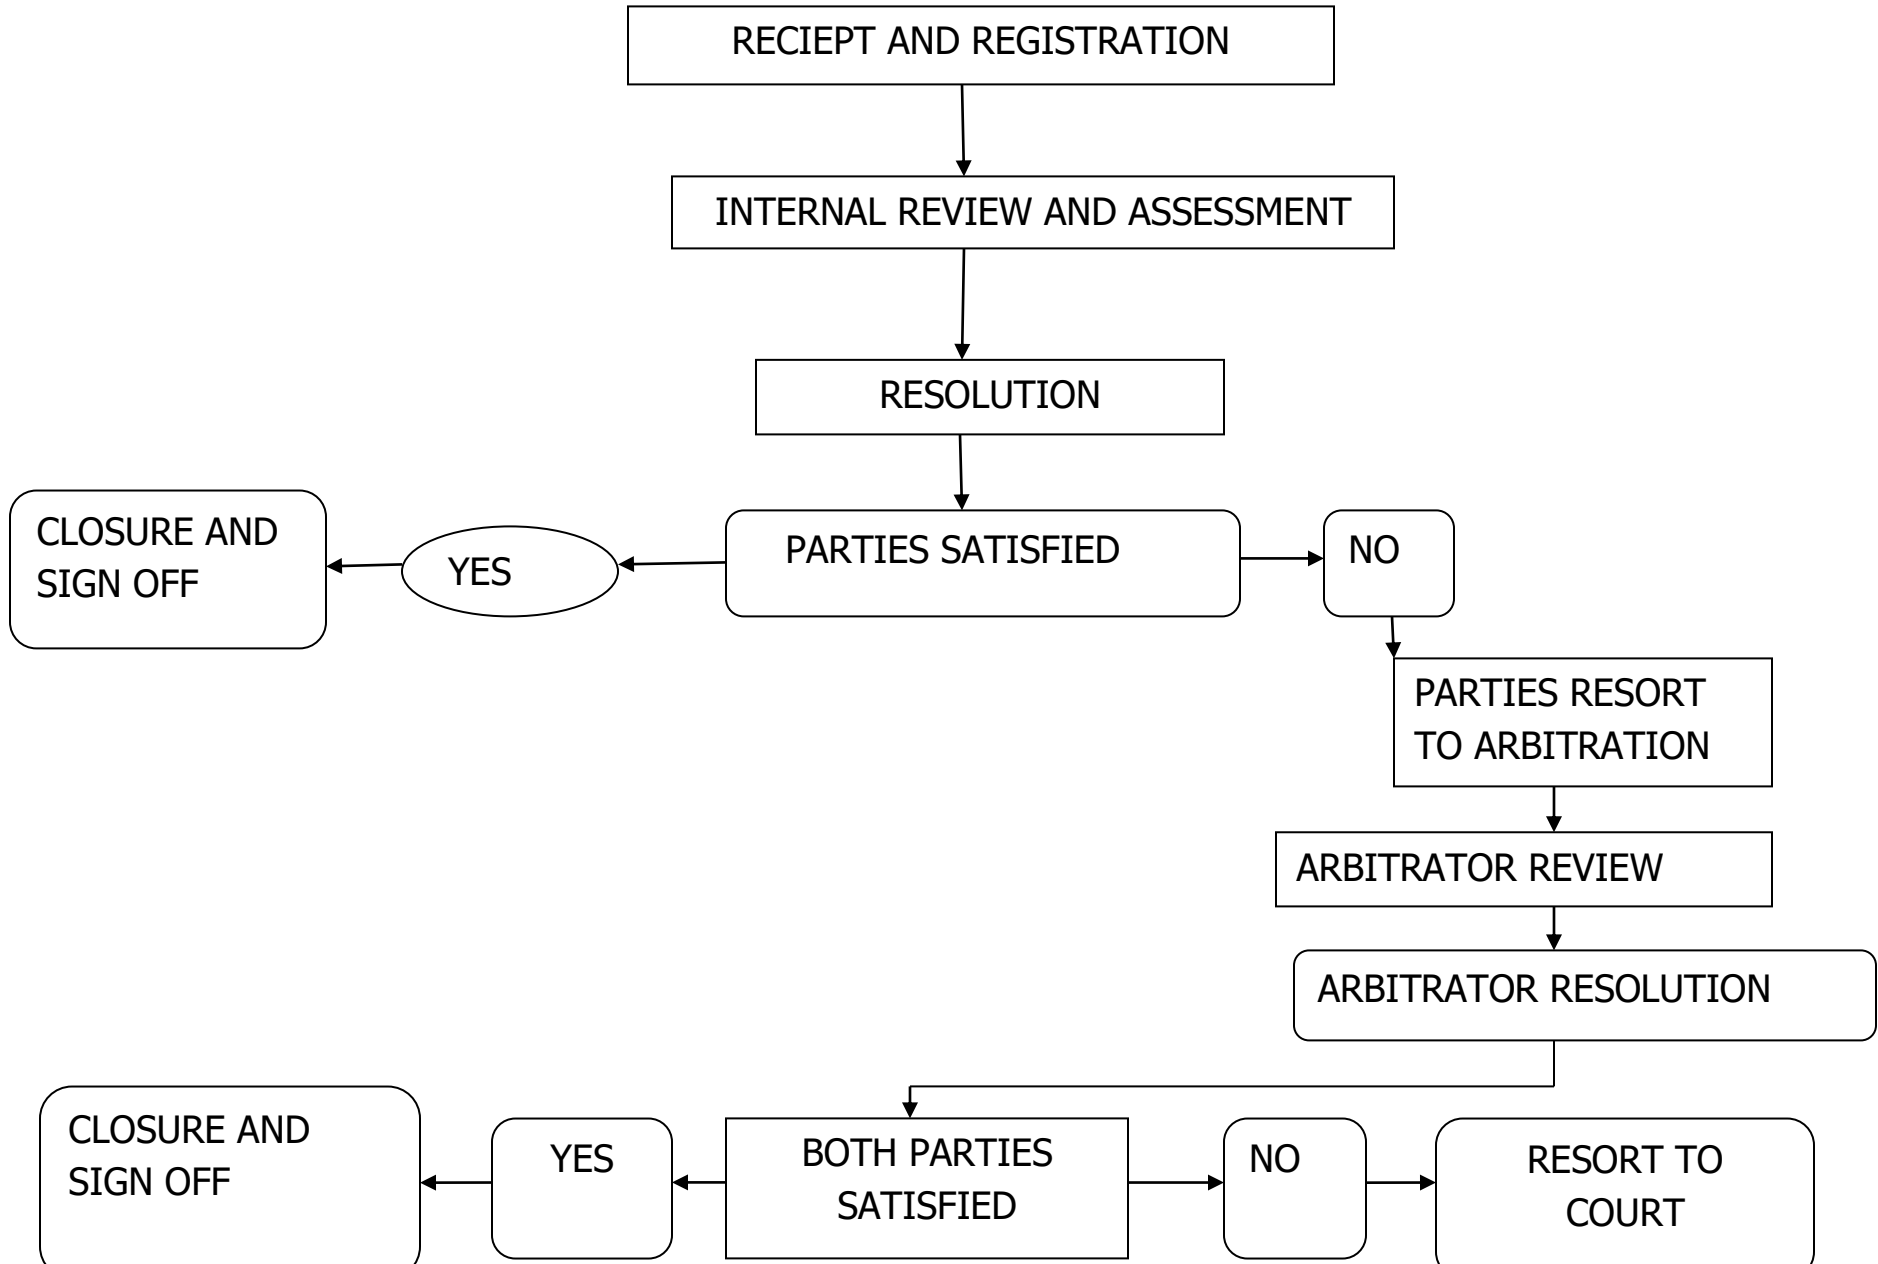 RECIEPT AND REGISTRATION
INTERNAL REVIEW AND ASSESSMENT
RESOLUTION
CLOSURE AND
SIGN OFF
YES
PARTIES SATISFIED
NO
PARTIES RESORT
TO ARBITRATION
ARBITRATOR REVIEW
ARBITRATOR RESOLUTION
CLOSURE AND
SIGN OFF
YES
BOTH PARTIES
SATISFIED
NO
RESORT TO
COURT